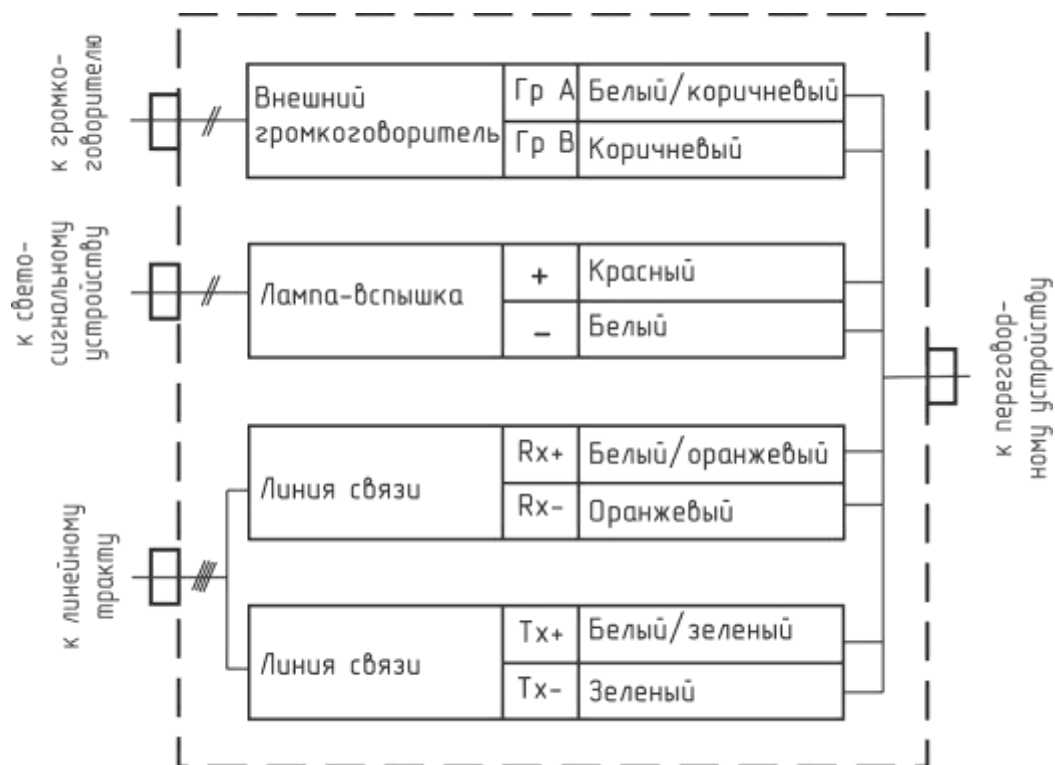 к громко-
говорителю
Внешний
громкоговоритель
Гр А
Белый/коричневый
Гр В
Коричневый
к свето-
сигнальному
устройству
Лампа-вспышка
+
Красный
-
Белый
к переговор-
ному устройству
Линия связи
Rx+
Белый/оранжевый
Rx-
Оранжевый
к линейному
тракту
Линия связи
Tx+
Белый/зеленый
Tx-
Зеленый